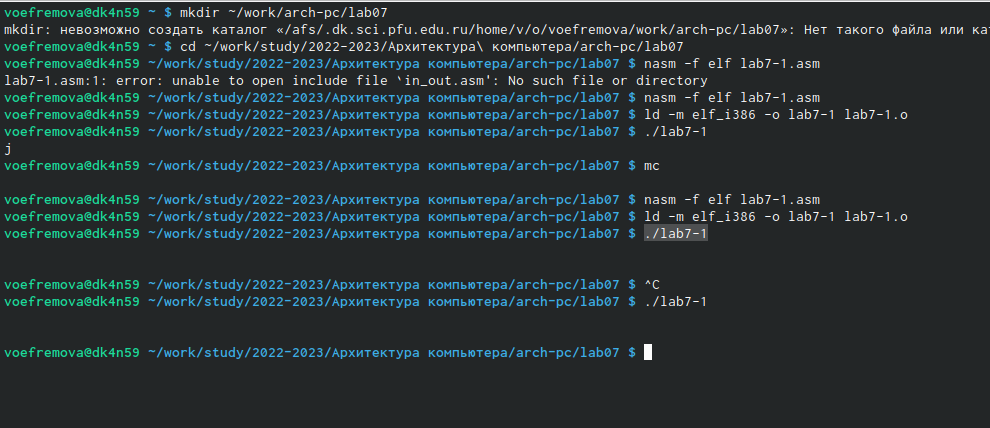 voefremova@dk4n59 ~ $ mkdir ~/work/arch-pc/lab07
mkdir: невозможно создать каталог «/afs/.dk.sci.pfu.edu.ru/home/v/o/voefremova/work/arch-pc/lab07»: Нет такого файла или
voefremova@dk4n59 ~ $ cd ~/work/study/2022-2023/Архитектура\ компьютера/arch-pc/lab07
voefremova@dk4n59 ~/work/study/2022-2023/Архитектура компьютера/arch-pc/lab07 $ nasm -f elf lab7-1.asm
lab7-1.asm:1: error: unable to open include file `in_out.asm': No such file or directory
voefremova@dk4n59 ~/work/study/2022-2023/Архитектура компьютера/arch-pc/lab07 $ nasm -f elf lab7-1.asm
voefremova@dk4n59 ~/work/study/2022-2023/Архитектура компьютера/arch-pc/lab07 $ ld -m elf_i386 -o lab7-1 lab7-1.o
voefremova@dk4n59 ~/work/study/2022-2023/Архитектура компьютера/arch-pc/lab07 $ ./lab7-1
j
voefremova@dk4n59 ~/work/study/2022-2023/Архитектура компьютера/arch-pc/lab07 $ mc
voefremova@dk4n59 ~/work/study/2022-2023/Архитектура компьютера/arch-pc/lab07 $ nasm -f elf lab7-1.asm
voefremova@dk4n59 ~/work/study/2022-2023/Архитектура компьютера/arch-pc/lab07 $ ld -m elf_i386 -o lab7-1 lab7-1.o
voefremova@dk4n59 ~/work/study/2022-2023/Архитектура компьютера/arch-pc/lab07 $ ./lab7-1
voefremova@dk4n59 ~/work/study/2022-2023/Архитектура компьютера/arch-pc/lab07 $ ^C
voefremova@dk4n59 ~/work/study/2022-2023/Архитектура компьютера/arch-pc/lab07 $ ./lab7-1
voefremova@dk4n59 ~/work/study/2022-2023/Архитектура компьютера/arch-pc/lab07 $